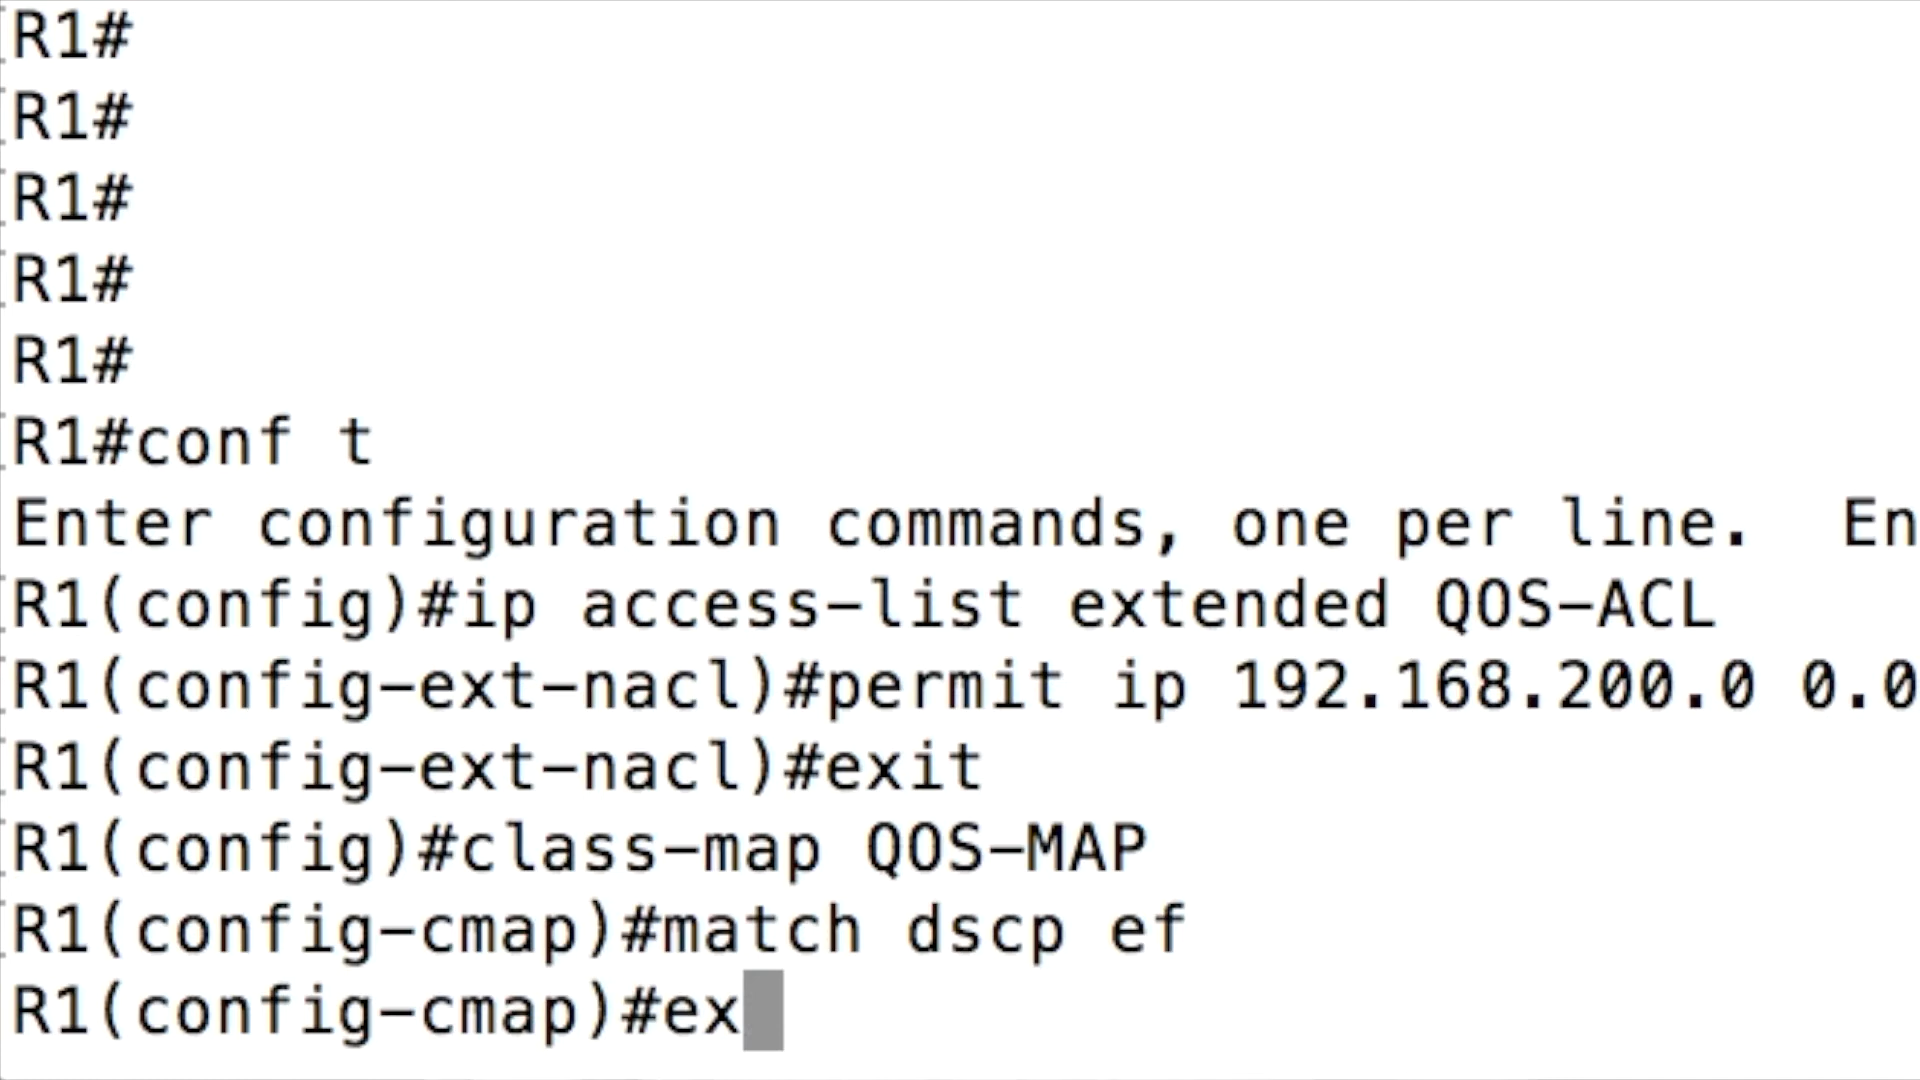 R1#
R1#
R1#
R1#
R1#
R1#conf t
Enter configuration commands, one per line.  En
R1(config)#ip access-list extended QOS-ACL
R1(config-ext-nacl)#permit ip 192.168.200.0 0.0
R1(config-ext-nacl)#exit
R1(config)#class-map QOS-MAP
R1(config-cmap)#match dscp ef
R1(config-cmap)#ex